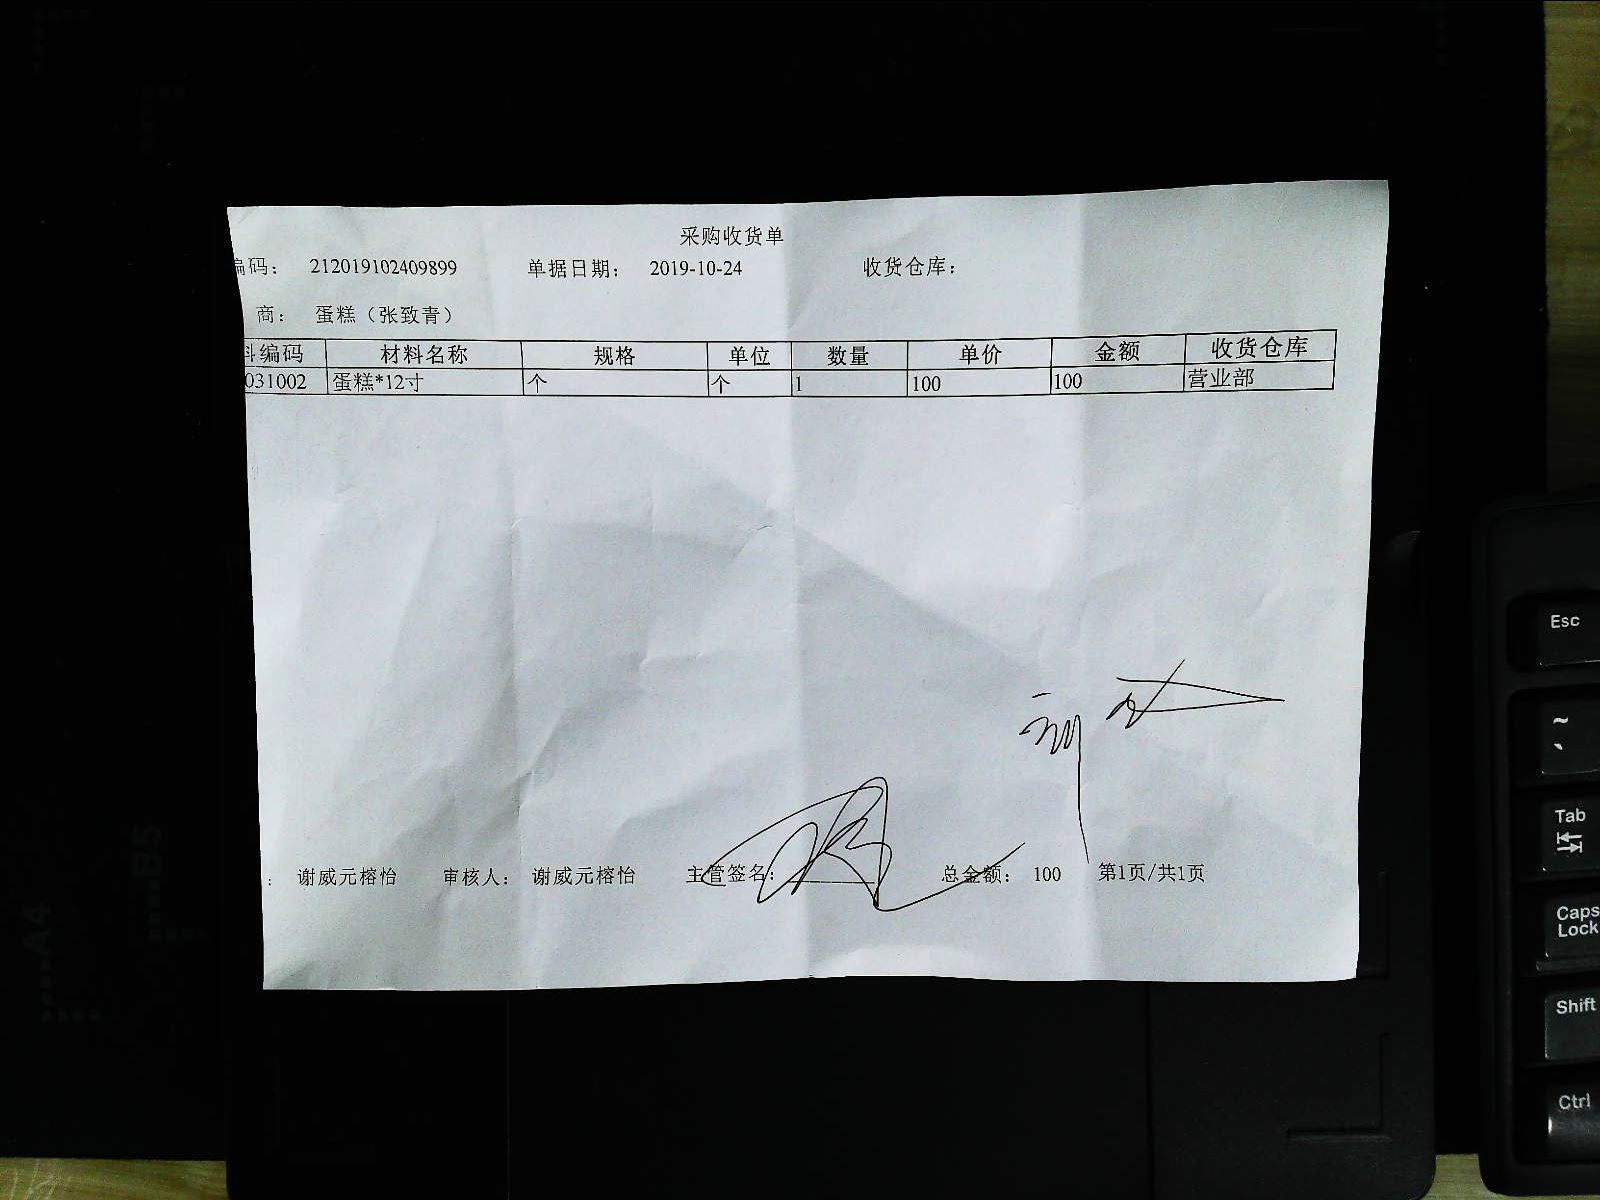 采购收货单
编码： 212019102409899 单据日期： 2019-10-24 收货仓库：
商： 蛋糕（张致青）
料编码 材料名称 规格 单位 数量 单价 金额 收货仓库
031002 蛋糕*12寸 个 个 1 100 100 营业部
： 谢威元榕怡 审核人： 谢威元榕怡 主管签名： 总金额： 100 第1页/共1页
Esc
~
`
Tab
Caps
Lock
Shift
Ctrl
A4
B5